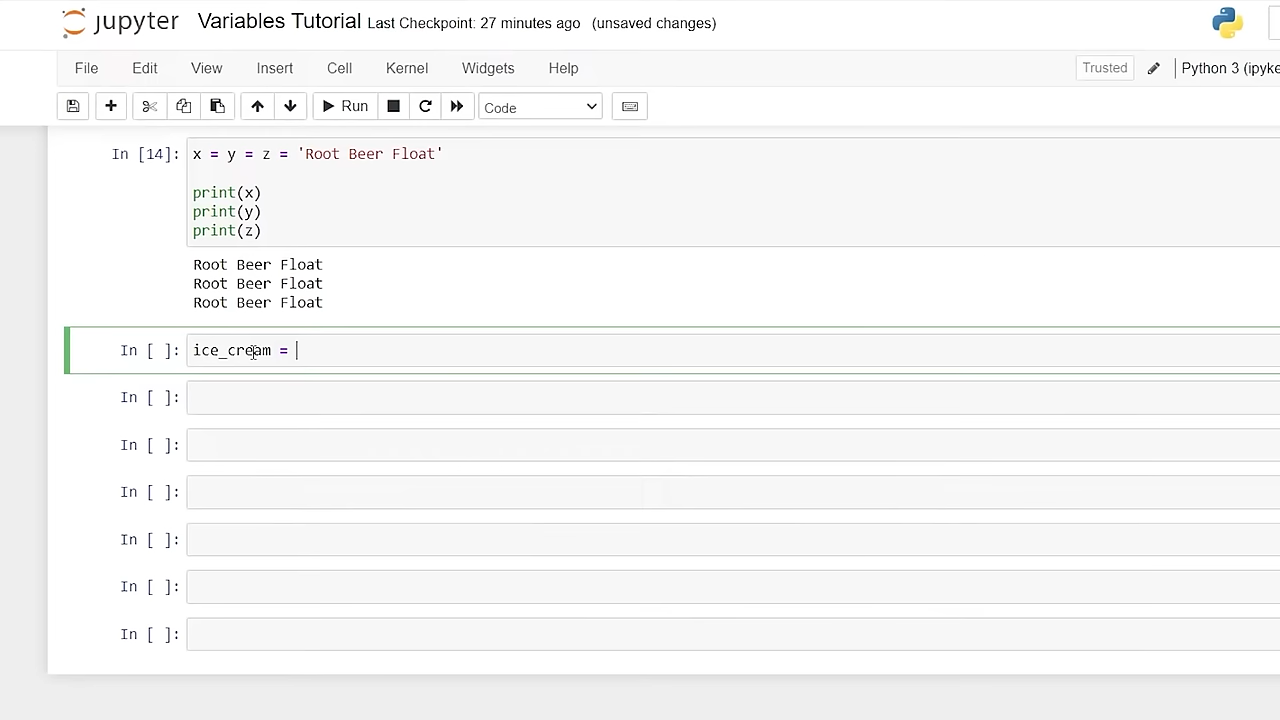 jupyter Variables Tutorial Last Checkpoint: 27 minutes ago (unsaved changes)
File Edit View Insert Cell Kernel Widgets Help Trusted Python 3 (ipyke
Run Code
In [14]: x = y = z = 'Root Beer Float'
print(x)
print(y)
print(z)
Root Beer Float
Root Beer Float
Root Beer Float
In [ ]: ice_cream =
In [ ]:
In [ ]:
In [ ]:
In [ ]:
In [ ]:
In [ ]: